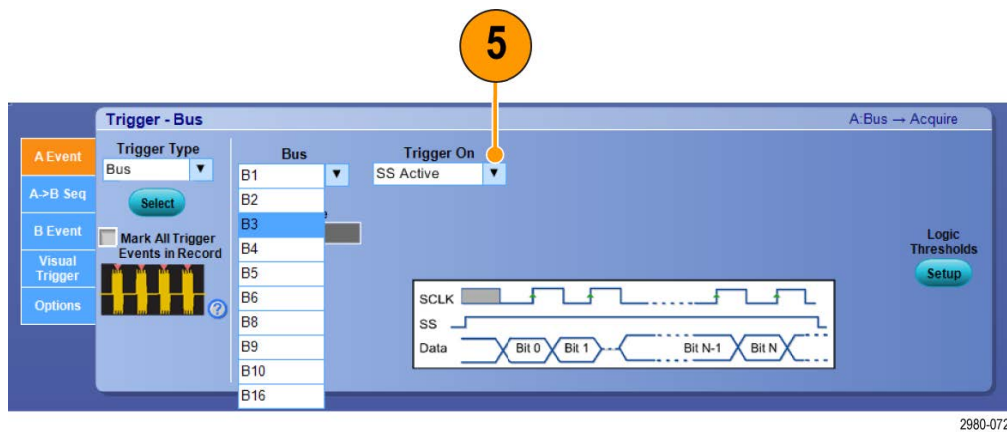 5
Trigger - Bus
A:Bus → Acquire
A Event
A->B Seq
B Event
Visual
Trigger
Options
Trigger Type
Bus
Select
Mark All Trigger
Events in Record
?
Bus
B1
B2
B3
B4
B5
B6
B8
B9
B10
B16
Trigger On
SS Active
SCLK
SS
Data
Bit 0
Bit 1
Bit N-1
Bit N
Logic
Thresholds
Setup
2980-072